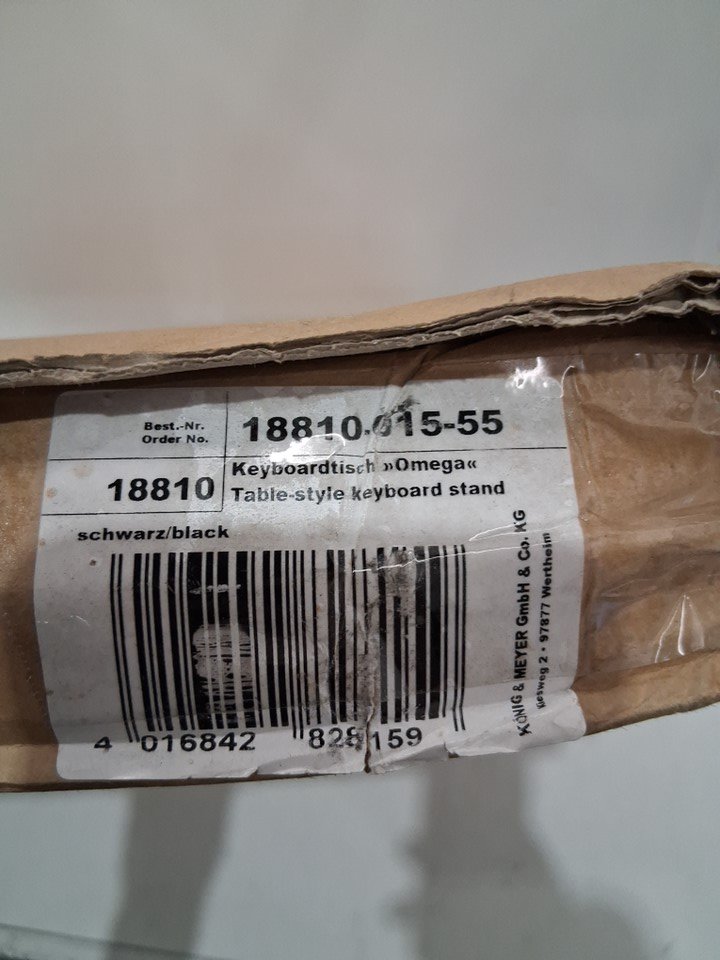 Best.-Nr.
Order No.
18810.015-55
18810
Keyboardtisch »Omega«
Table-style keyboard stand
schwarz/black
4 016842 828159
KÖNIG & MEYER GmbH & Co. KG
Kiesweg 2 • 97877 Wertheim